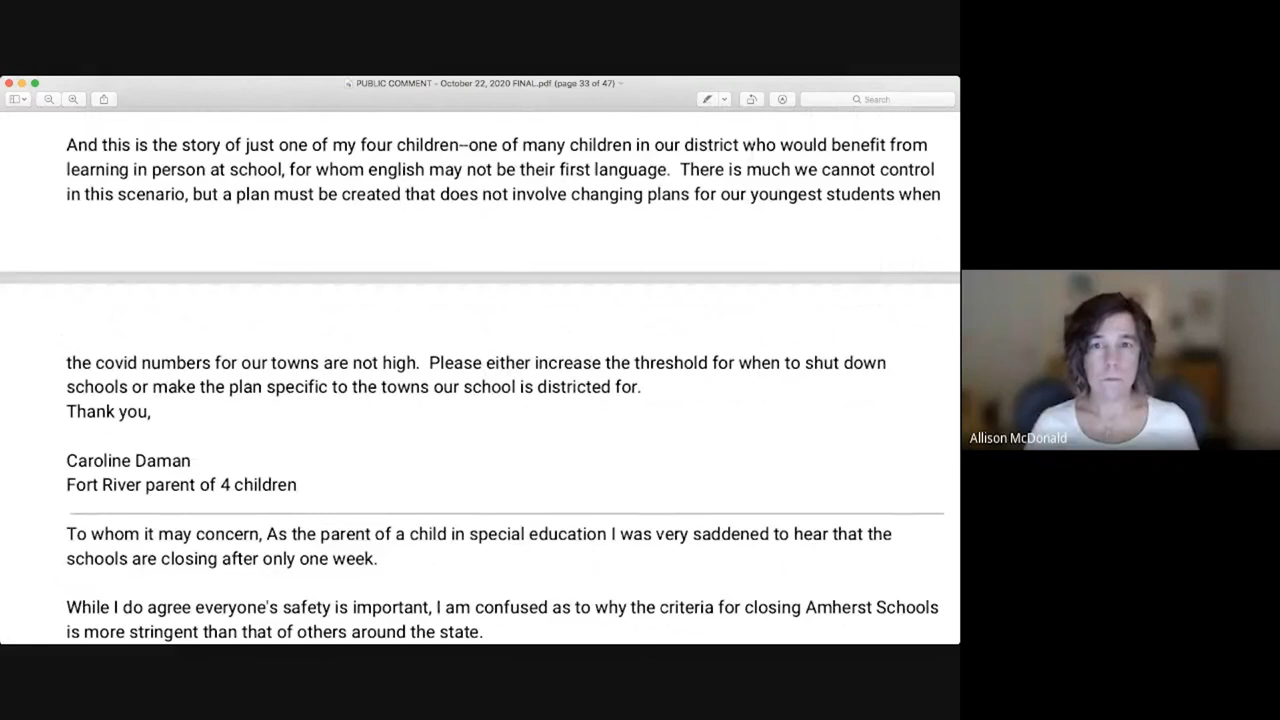 PUBLIC COMMENT - October 22, 2020 FINAL.pdf (page 33 of 47)
Search
And this is the story of just one of my four children--one of many children in our district who would benefit from
learning in person at school, for whom english may not be their first language.  There is much we cannot control
in this scenario, but a plan must be created that does not involve changing plans for our youngest students when
the covid numbers for our towns are not high.  Please either increase the threshold for when to shut down
schools or make the plan specific to the towns our school is districted for.
Thank you,
Caroline Daman
Fort River parent of 4 children
To whom it may concern, As the parent of a child in special education I was very saddened to hear that the
schools are closing after only one week.
While I do agree everyone's safety is important, I am confused as to why the criteria for closing Amherst Schools
is more stringent than that of others around the state.
Allison McDonald